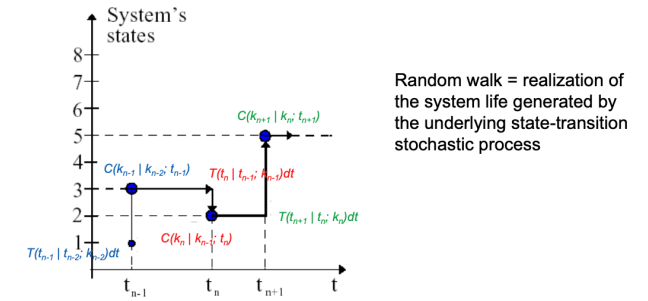 System's
states
8
7
6
5
4
3
2
1
C(kₙ₊₁ | kₙ; tₙ₊₁)
C(kₙ₋₁ | kₙ₋₂; tₙ₋₁)
T(tₙ | tₙ₋₁; kₙ₋₁)dt
T(tₙ₊₁ | tₙ; kₙ)dt
C(kₙ | kₙ₋₁; tₙ)
T(tₙ₋₁ | tₙ₋₂; kₙ₋₂)dt
tₙ₋₁
tₙ
tₙ₊₁
t
Random walk = realization of
the system life generated by
the underlying state-transition
stochastic process